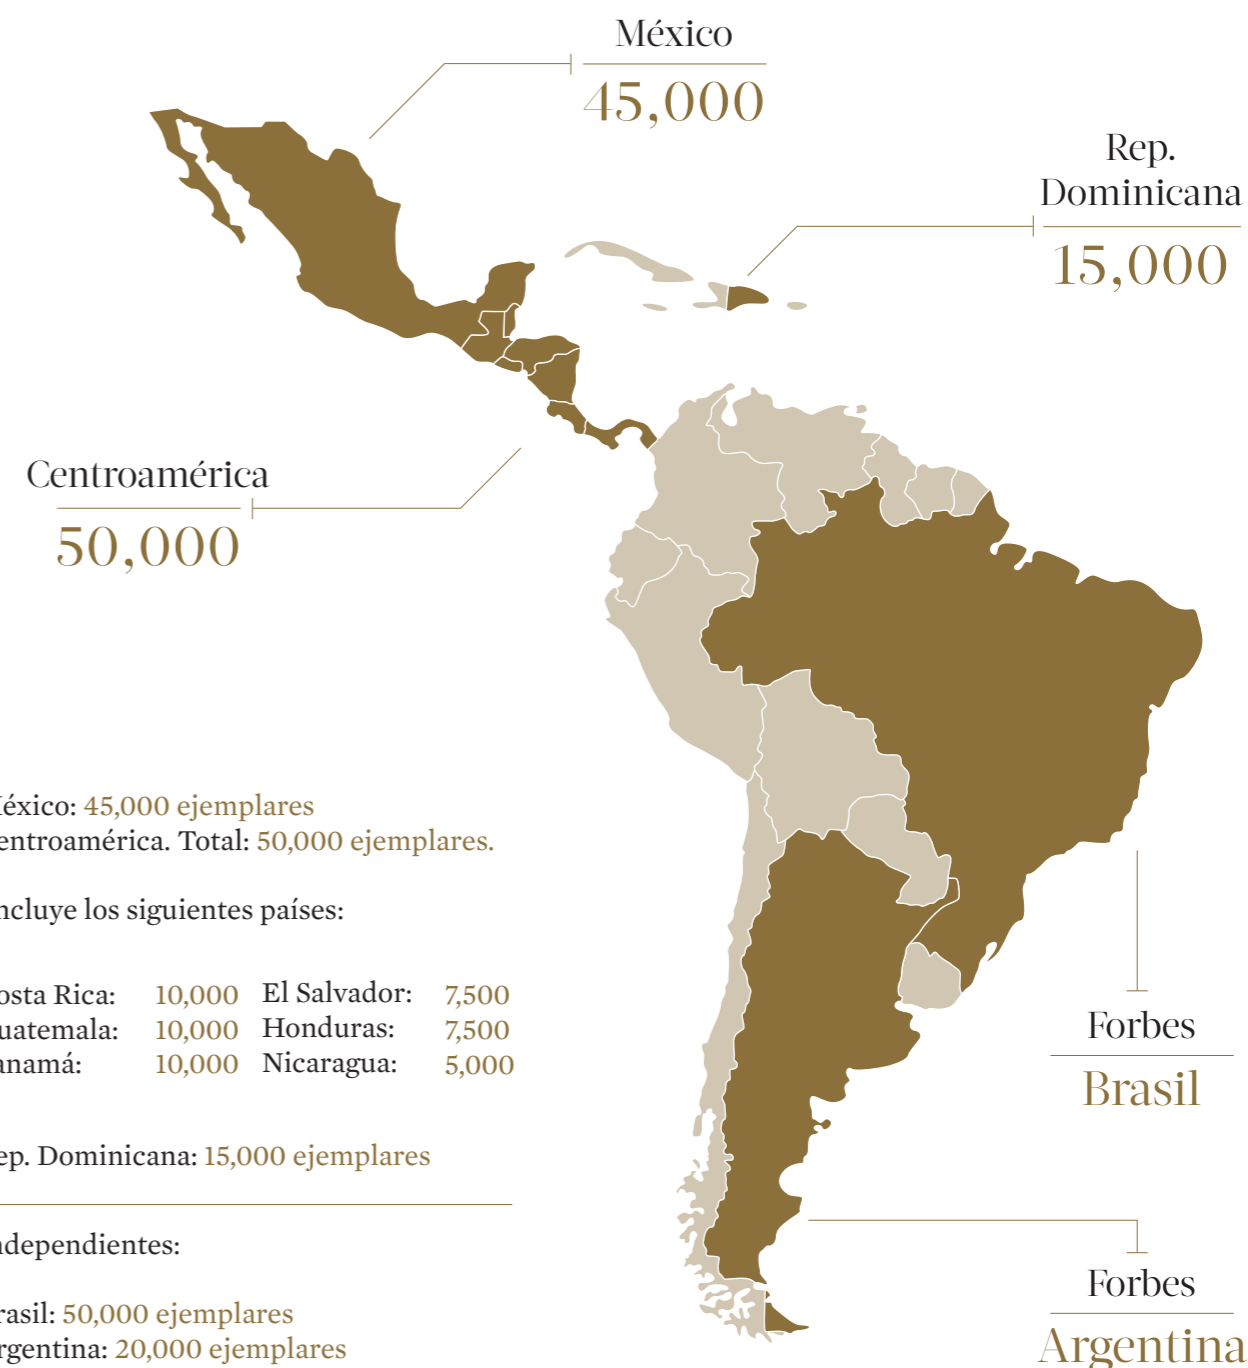 México
45,000
Rep.
Dominicana
15,000
Centroamérica
50,000
éxico: 45,000 ejemplares
entroamérica. Total: 50,000 ejemplares.
ncluye los siguientes países:
osta Rica: 10,000 El Salvador: 7,500
uatemala: 10,000 Honduras: 7,500
anamá: 10,000 Nicaragua: 5,000
ep. Dominicana: 15,000 ejemplares
ndependientes:
rasil: 50,000 ejemplares
rgentina: 20,000 ejemplares
Forbes
Brasil
Forbes
Argentina